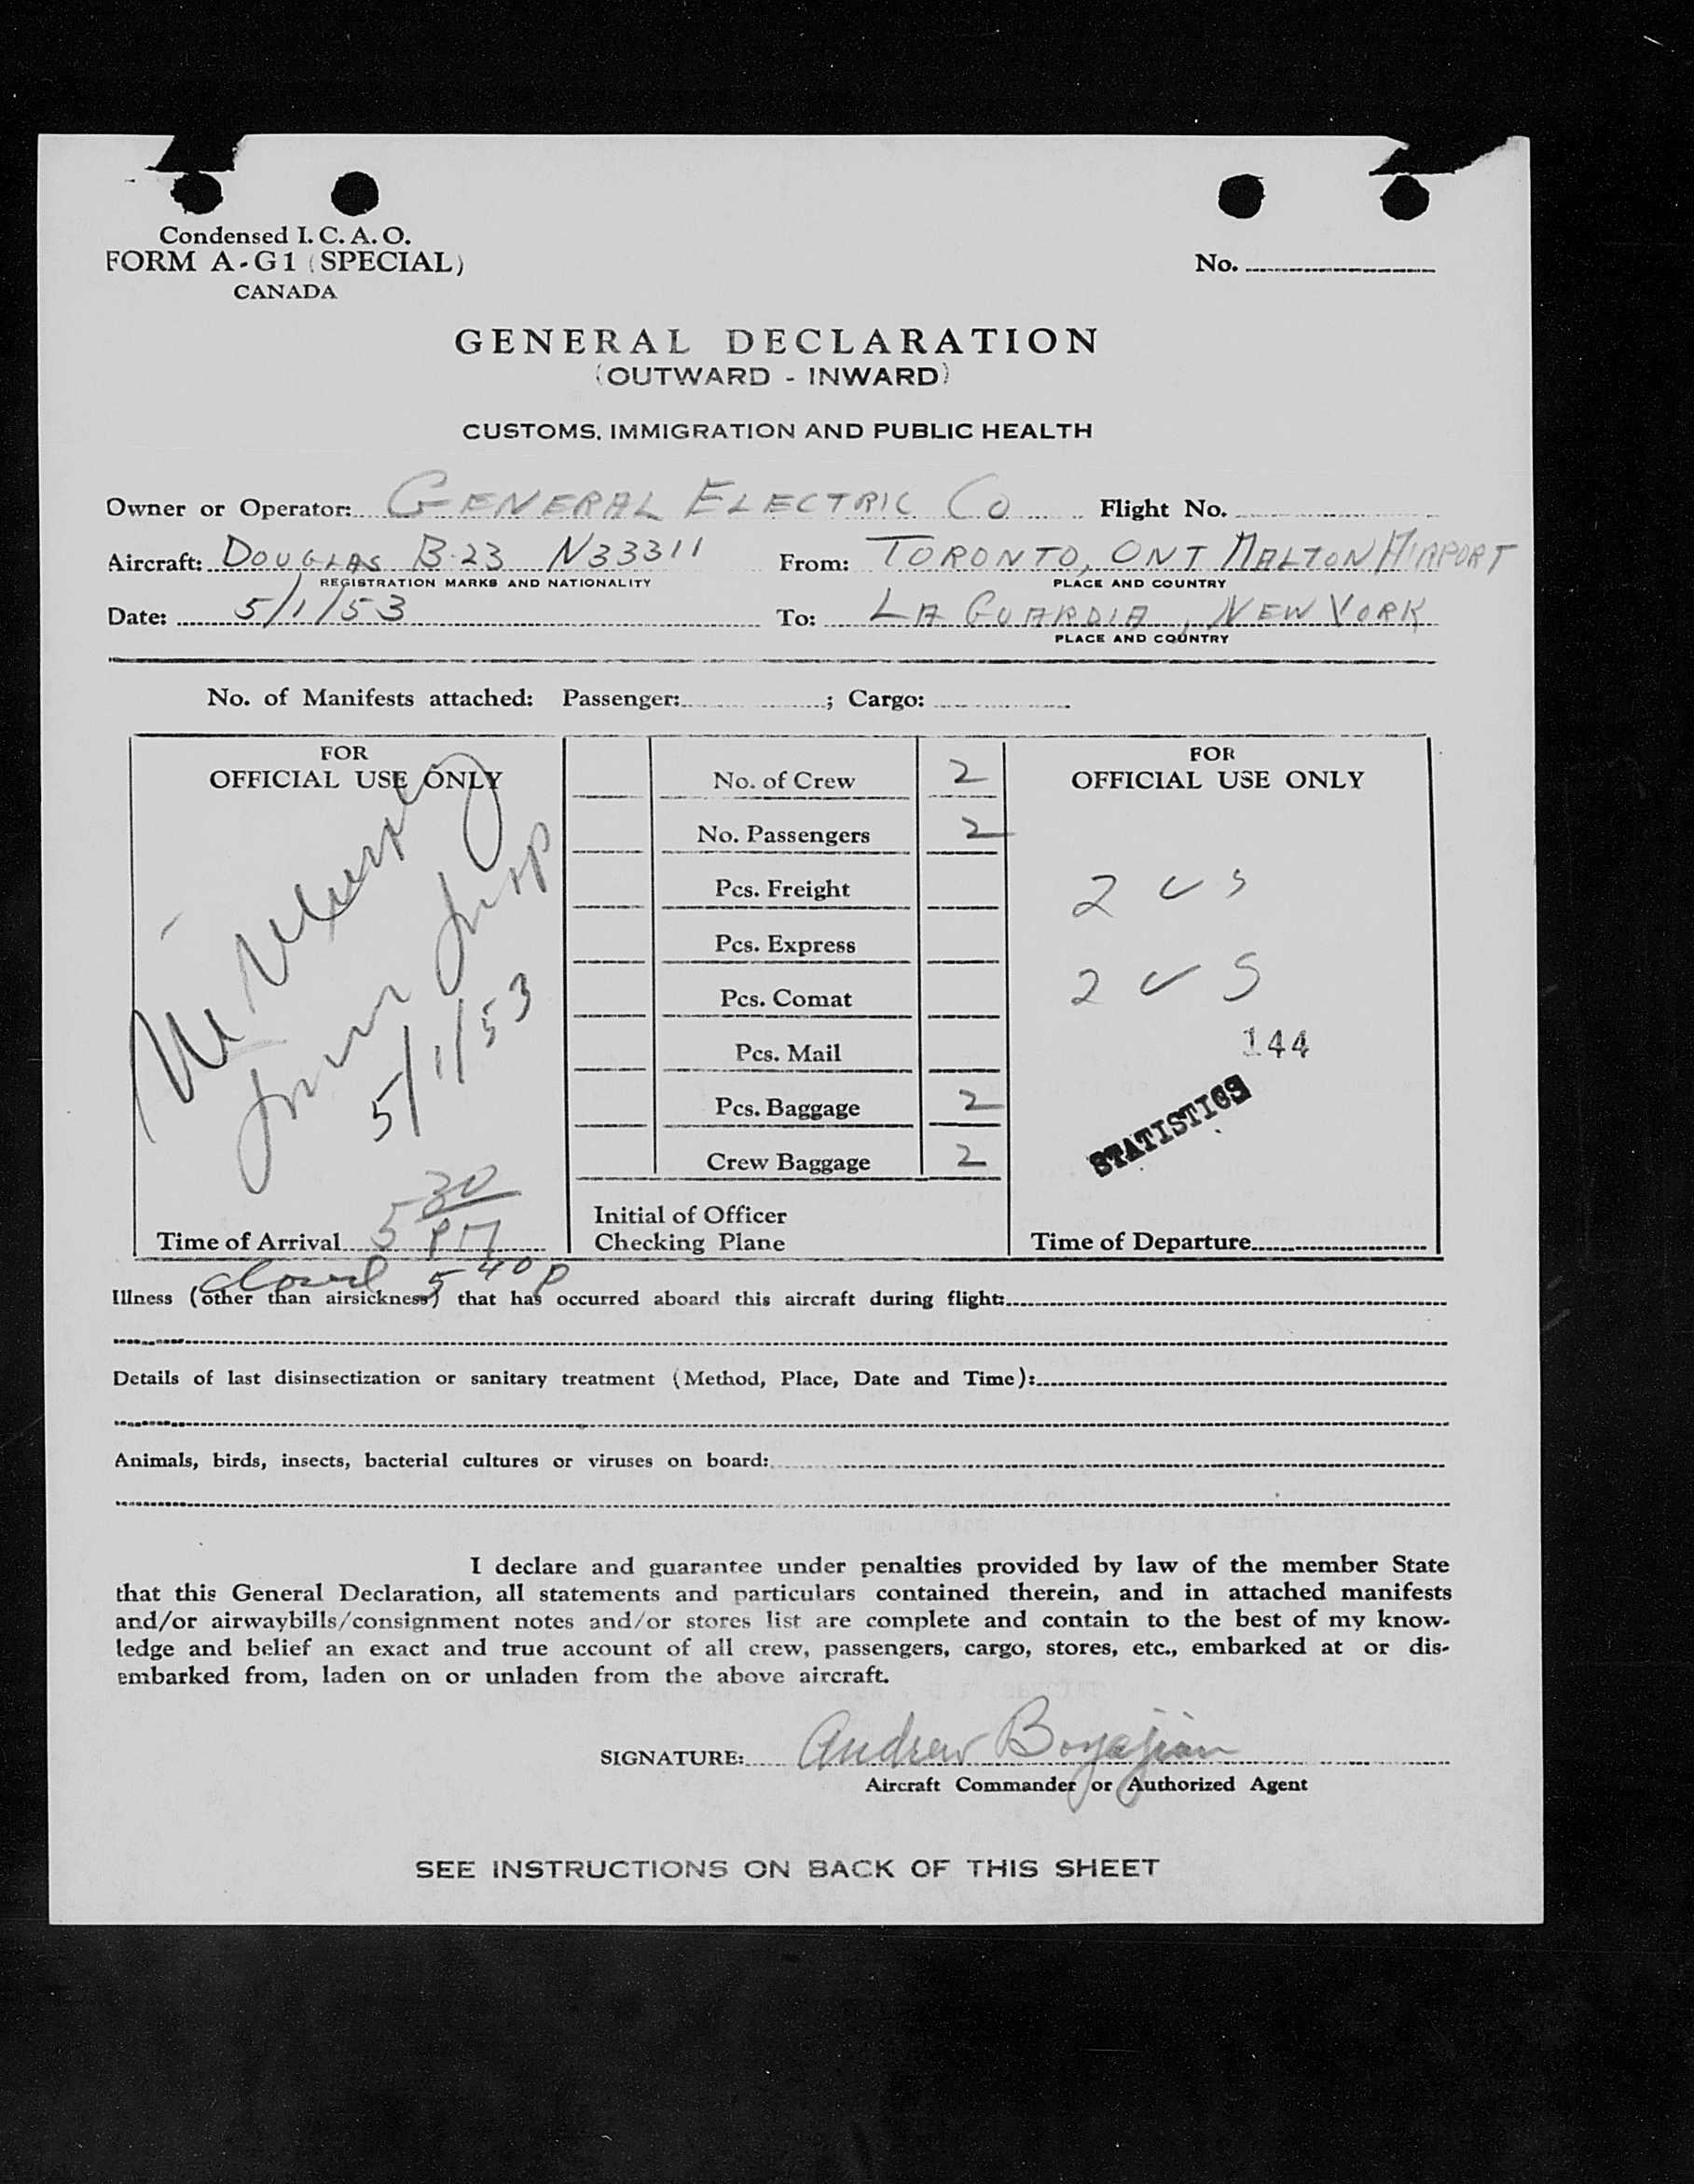 Condensed I. C. A. O.
FORM A-G1 (SPECIAL)
CANADA
No.
GENERAL DECLARATION
(OUTWARD - INWARD)
CUSTOMS, IMMIGRATION AND PUBLIC HEALTH
Owner or Operator: GENERAL ELECTRIC CO Flight No.
Aircraft: DOUGLAS B-23 N33311 From: TORONTO, ONT MALTON AIRPORT
REGISTRATION MARKS AND NATIONALITY PLACE AND COUNTRY
Date: 5/1/53 To: LA GUARDIA, NEW YORK
PLACE AND COUNTRY
No. of Manifests attached: Passenger: ; Cargo:
FOR
OFFICIAL USE ONLY
5/1/53
5 30
PM
Time of Arrival
No. of Crew 2
No. Passengers 2
Pcs. Freight
Pcs. Express
Pcs. Comat
Pcs. Mail
Pcs. Baggage 2
Crew Baggage 2
Initial of Officer
Checking Plane
FOR
OFFICIAL USE ONLY
2 US
2 US
144
STATISTICS
Time of Departure
closed 5 40 P
Illness (other than airsickness) that has occurred aboard this aircraft during flight:
Details of last disinsectization or sanitary treatment (Method, Place, Date and Time):
Animals, birds, insects, bacterial cultures or viruses on board:
I declare and guarantee under penalties provided by law of the member State
that this General Declaration, all statements and particulars contained therein, and in attached manifests
and/or airwaybills/consignment notes and/or stores list are complete and contain to the best of my know-
ledge and belief an exact and true account of all crew, passengers, cargo, stores, etc., embarked at or dis-
embarked from, laden on or unladen from the above aircraft.
SIGNATURE: Andrew Boyajian
Aircraft Commander or Authorized Agent
SEE INSTRUCTIONS ON BACK OF THIS SHEET